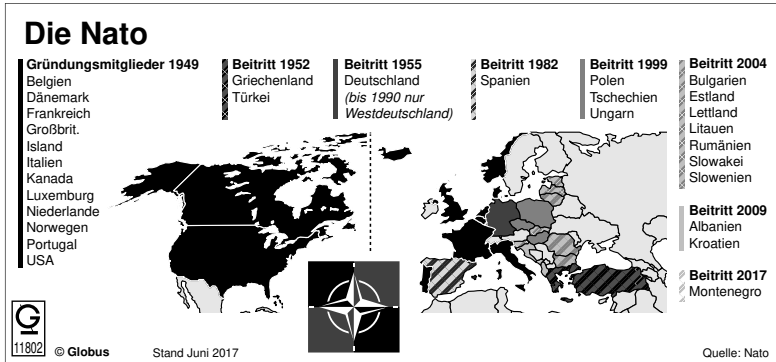 Die Nato
Gründungsmitglieder 1949
Belgien
Dänemark
Frankreich
Großbrit.
Island
Italien
Kanada
Luxemburg
Niederlande
Norwegen
Portugal
USA
Beitritt 1952
Griechenland
Türkei
Beitritt 1955
Deutschland
(bis 1990 nur
Westdeutschland)
Beitritt 1982
Spanien
Beitritt 1999
Polen
Tschechien
Ungarn
Beitritt 2004
Bulgarien
Estland
Lettland
Litauen
Rumänien
Slowakei
Slowenien
Beitritt 2009
Albanien
Kroatien
Beitritt 2017
Montenegro
G
11802
© Globus
Stand Juni 2017
Quelle: Nato